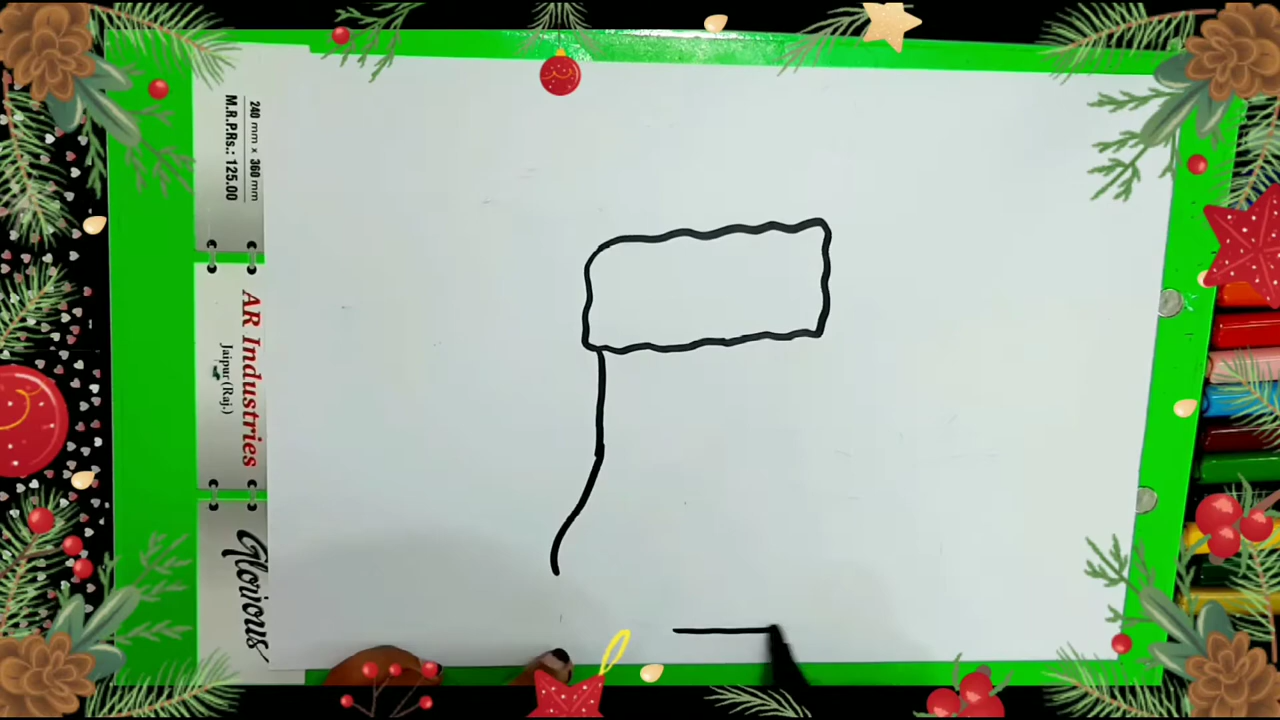 240 mm x 360 mm
M.R.P.Rs.: 125.00
AR Industries
Jaipur (Raj.)
Glorious